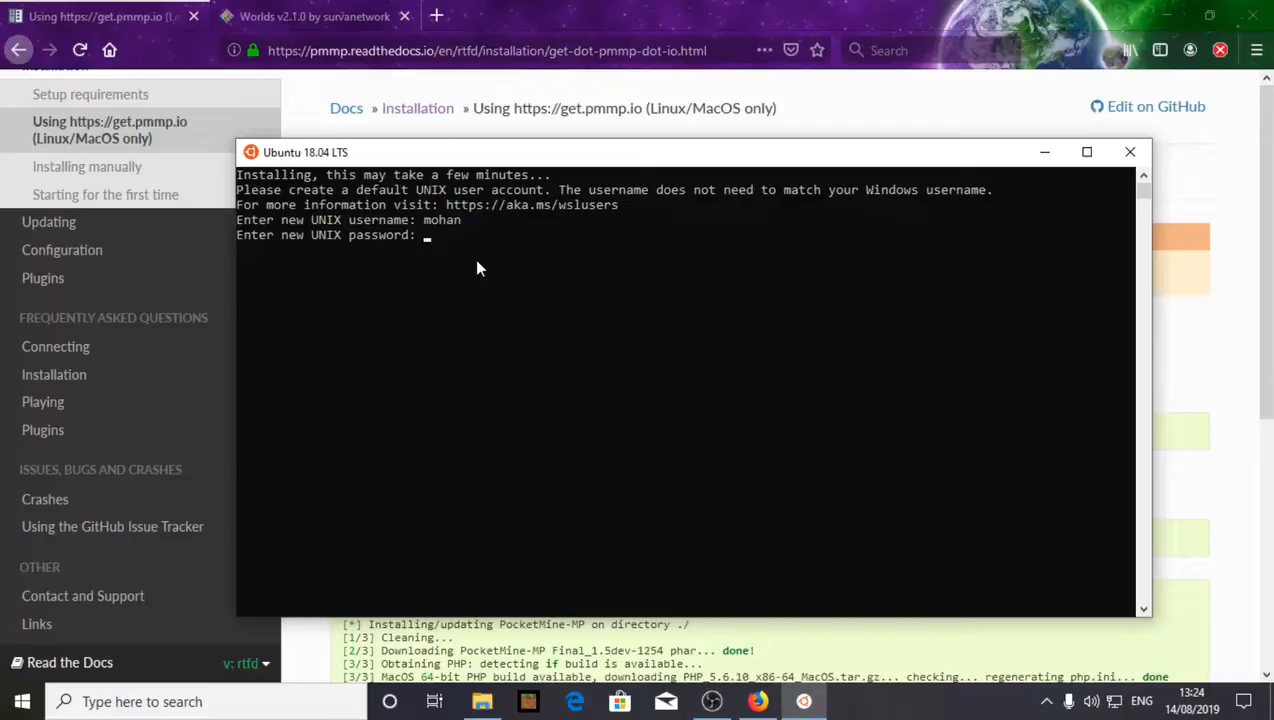 Using https://get.pmmp.io (Li
Worlds v2.1.0 by survanetwork
https://pmmp.readthedocs.io/en/rtfd/installation/get-dot-pmmp-dot-io.html
Search
Installation
Setup requirements
Using https://get.pmmp.io
(Linux/MacOS only)
Installing manually
Starting for the first time
Updating
Configuration
Plugins
FREQUENTLY ASKED QUESTIONS
Connecting
Installation
Playing
Plugins
ISSUES, BUGS AND CRASHES
Crashes
Using the GitHub Issue Tracker
OTHER
Contact and Support
Links
Read the Docs
v: rtfd
Docs » Installation » Using https://get.pmmp.io (Linux/MacOS only)
Edit on GitHub
Ubuntu 18.04 LTS
Installing, this may take a few minutes...
Please create a default UNIX user account. The username does not need to match your Windows username.
For more information visit: https://aka.ms/wslusers
Enter new UNIX username: mohan
Enter new UNIX password:
[*] Installing/updating PocketMine-MP on directory ./
[1/3] Cleaning...
[2/3] Downloading PocketMine-MP Final_1.5dev-1254 phar... done!
[3/3] Obtaining PHP: detecting if build is available...
[3/3] MacOS 64-bit PHP build available, downloading PHP_5.6.10_x86-64_MacOS.tar.gz... checking... regenerating php.ini... done
Type here to search
ENG
13:24
14/08/2019